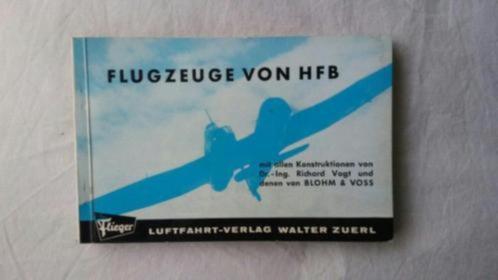 FLUGZEUGE VON HFB
mit allen Konstruktionen von
Dr.-Ing. Richard Vogt und
denen von BLOHM & VOSS
Flieger
LUFTFAHRT-VERLAG WALTER ZUERL